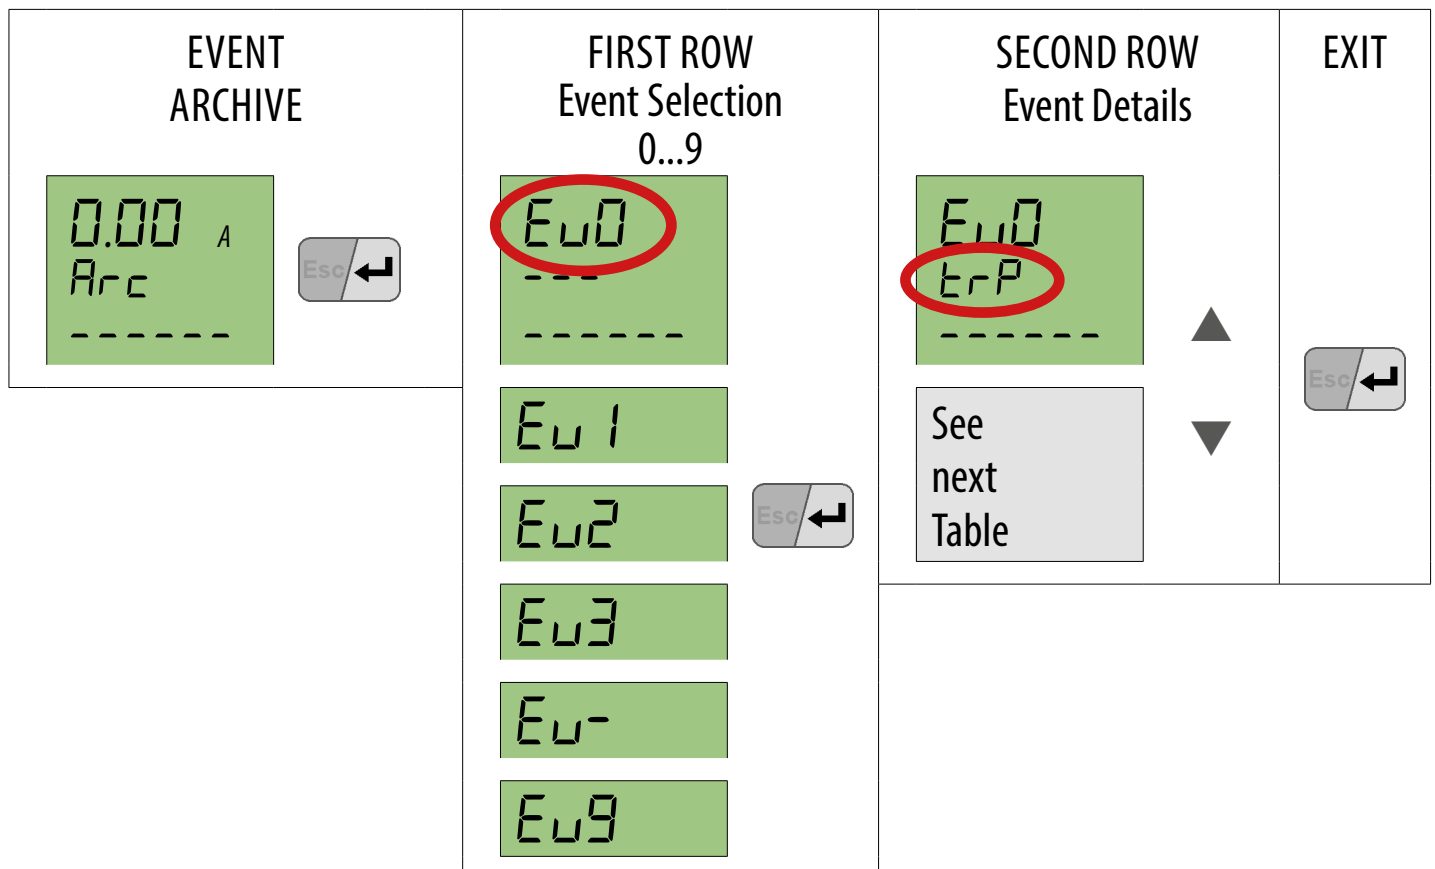 EVENT
ARCHIVE
0.00 A
Arc
------
Esc
FIRST ROW
Event Selection
0...9
Ev0
---
------
Ev1
Ev2
Ev3
Ev-
Ev9
Esc
SECOND ROW
Event Details
Ev0
trP
------
See
next
Table
EXIT
Esc